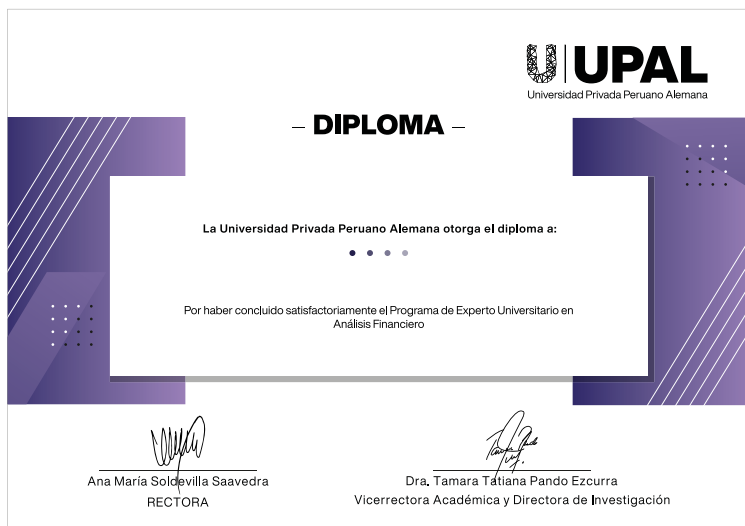 UPAL
Universidad Privada Peruano Alemana
– DIPLOMA –
La Universidad Privada Peruano Alemana otorga el diploma a:
Por haber concluido satisfactoriamente el Programa de Experto Universitario en
Análisis Financiero
Ana María Soldevilla Saavedra
RECTORA
Dra. Tamara Tatiana Pando Ezcurra
Vicerrectora Académica y Directora de Investigación